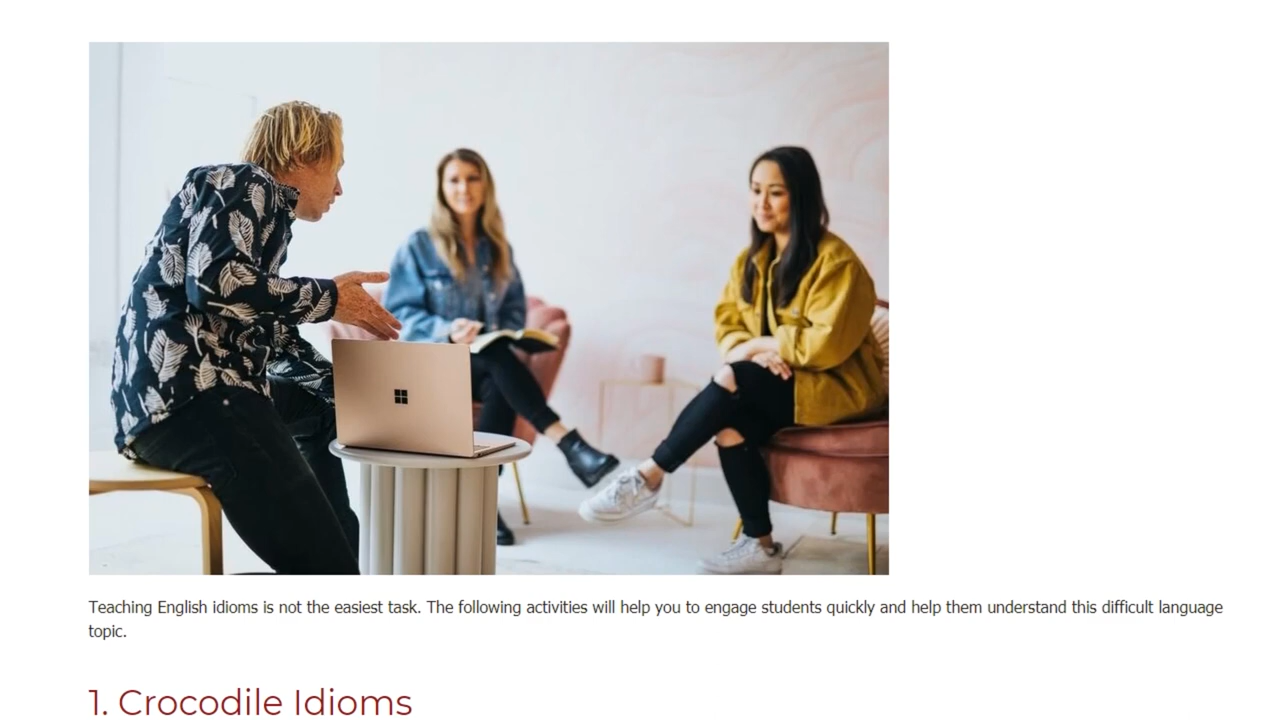 Teaching English idioms is not the easiest task. The following activities will help you to engage students quickly and help them understand this difficult language
topic.
1. Crocodile Idioms